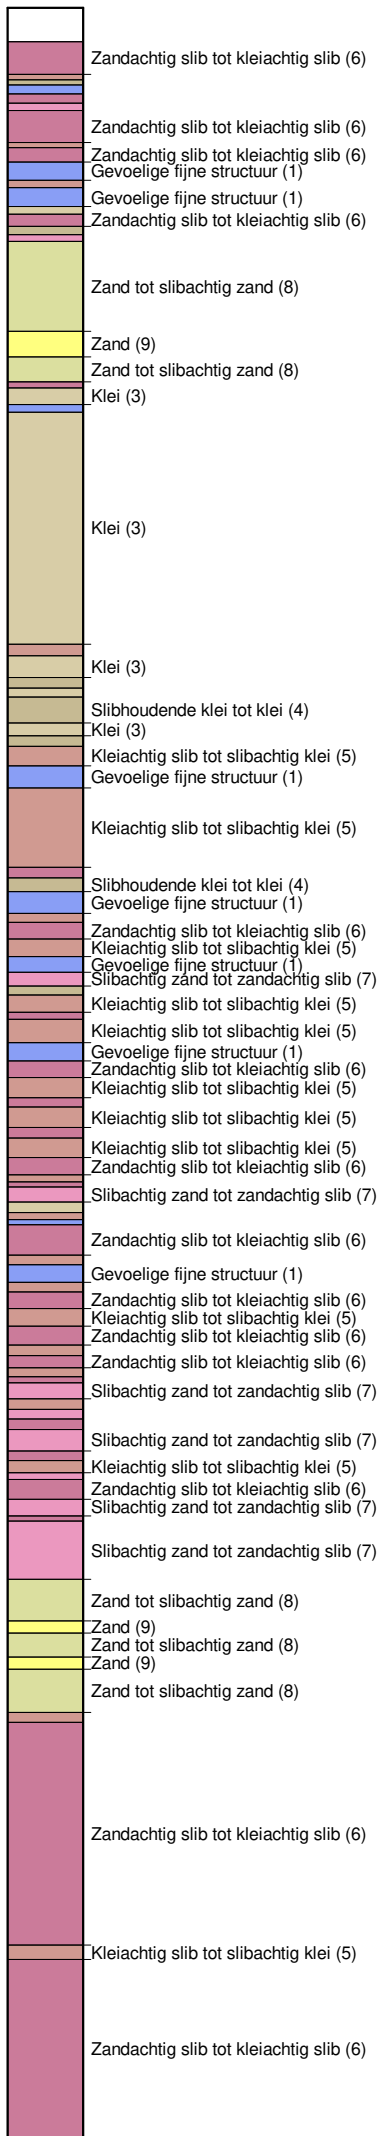 Zandachtig slib tot kleiachtig slib (6)
Zandachtig slib tot kleiachtig slib (6)
Zandachtig slib tot kleiachtig slib (6)
Gevoelige fijne structuur (1)
Gevoelige fijne structuur (1)
Zandachtig slib tot kleiachtig slib (6)
Zand tot slibachtig zand (8)
Zand (9)
Zand tot slibachtig zand (8)
Klei (3)
Klei (3)
Klei (3)
Slibhoudende klei tot klei (4)
Klei (3)
Kleiachtig slib tot slibachtig klei (5)
Gevoelige fijne structuur (1)
Kleiachtig slib tot slibachtig klei (5)
Slibhoudende klei tot klei (4)
Gevoelige fijne structuur (1)
Zandachtig slib tot kleiachtig slib (6)
Kleiachtig slib tot slibachtig klei (5)
Gevoelige fijne structuur (1)
Slibachtig zand tot zandachtig slib (7)
Kleiachtig slib tot slibachtig klei (5)
Kleiachtig slib tot slibachtig klei (5)
Gevoelige fijne structuur (1)
Zandachtig slib tot kleiachtig slib (6)
Kleiachtig slib tot slibachtig klei (5)
Kleiachtig slib tot slibachtig klei (5)
Kleiachtig slib tot slibachtig klei (5)
Zandachtig slib tot kleiachtig slib (6)
Slibachtig zand tot zandachtig slib (7)
Zandachtig slib tot kleiachtig slib (6)
Gevoelige fijne structuur (1)
Zandachtig slib tot kleiachtig slib (6)
Kleiachtig slib tot slibachtig klei (5)
Zandachtig slib tot kleiachtig slib (6)
Zandachtig slib tot kleiachtig slib (6)
Slibachtig zand tot zandachtig slib (7)
Slibachtig zand tot zandachtig slib (7)
Kleiachtig slib tot slibachtig klei (5)
Zandachtig slib tot kleiachtig slib (6)
Slibachtig zand tot zandachtig slib (7)
Slibachtig zand tot zandachtig slib (7)
Zand tot slibachtig zand (8)
Zand (9)
Zand tot slibachtig zand (8)
Zand (9)
Zand tot slibachtig zand (8)
Zandachtig slib tot kleiachtig slib (6)
Kleiachtig slib tot slibachtig klei (5)
Zandachtig slib tot kleiachtig slib (6)